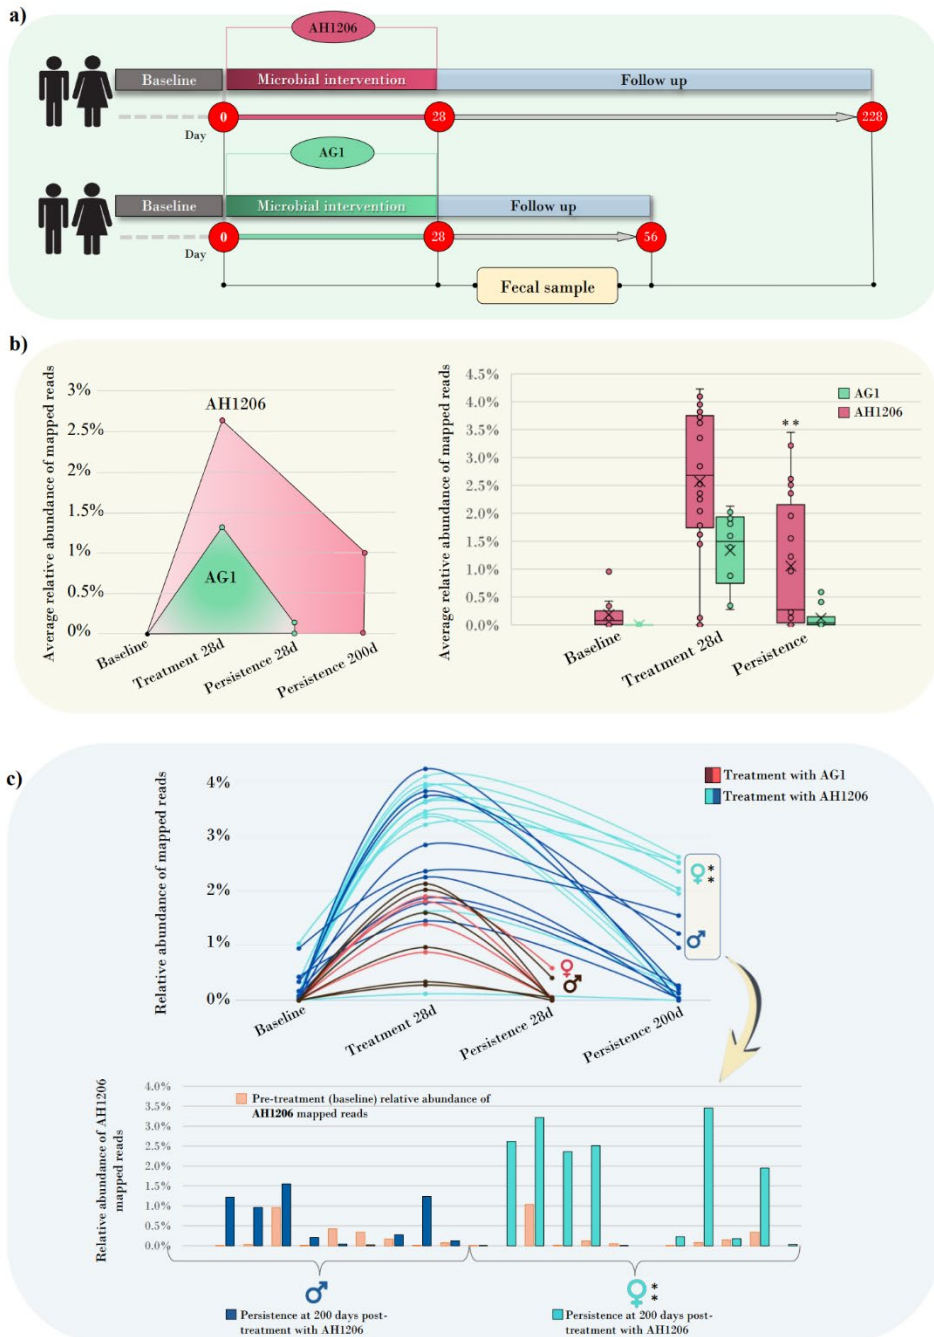 a)
AH1206
Baseline
Microbial intervention
Follow up
Day
0
28
228
AG1
Baseline
Microbial intervention
Follow up
Day
0
28
56
Fecal sample
b)
Average relative abundance of mapped reads
3%
2.5%
2%
1.5%
1%
0.5%
0%
AH1206
AG1
Baseline
Treatment 28d
Persistence 28d
Persistence 200d
Average relative abundance of mapped reads
4.5%
4.0%
3.5%
3.0%
2.5%
2.0%
1.5%
1.0%
0.5%
0.0%
AG1
AH1206
**
Baseline
Treatment 28d
Persistence
c)
Relative abundance of mapped reads
4%
3%
2%
1%
0%
Treatment with AG1
Treatment with AH1206
♀
♂
♀**
♂
Baseline
Treatment 28d
Persistence 28d
Persistence 200d
Relative abundance of AH1206
mapped reads
4.0%
3.5%
3.0%
2.5%
2.0%
1.5%
1.0%
0.5%
0.0%
Pre-treatment (baseline) relative abundance of
AH1206 mapped reads
♂
♀**
Persistence at 200 days post-
treatment with AH1206
Persistence at 200 days post-
treatment with AH1206